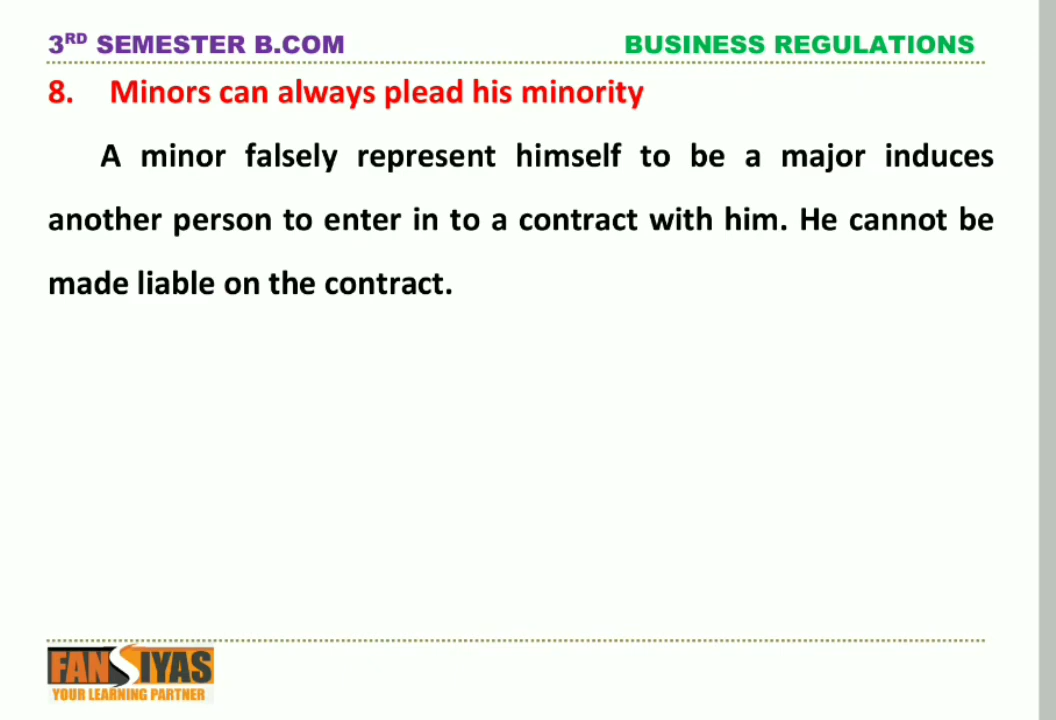 3RD SEMESTER B.COM BUSINESS REGULATIONS
8. Minors can always plead his minority
A minor falsely represent himself to be a major induces
another person to enter in to a contract with him. He cannot be
made liable on the contract.
FANSIYAS
YOUR LEARNING PARTNER